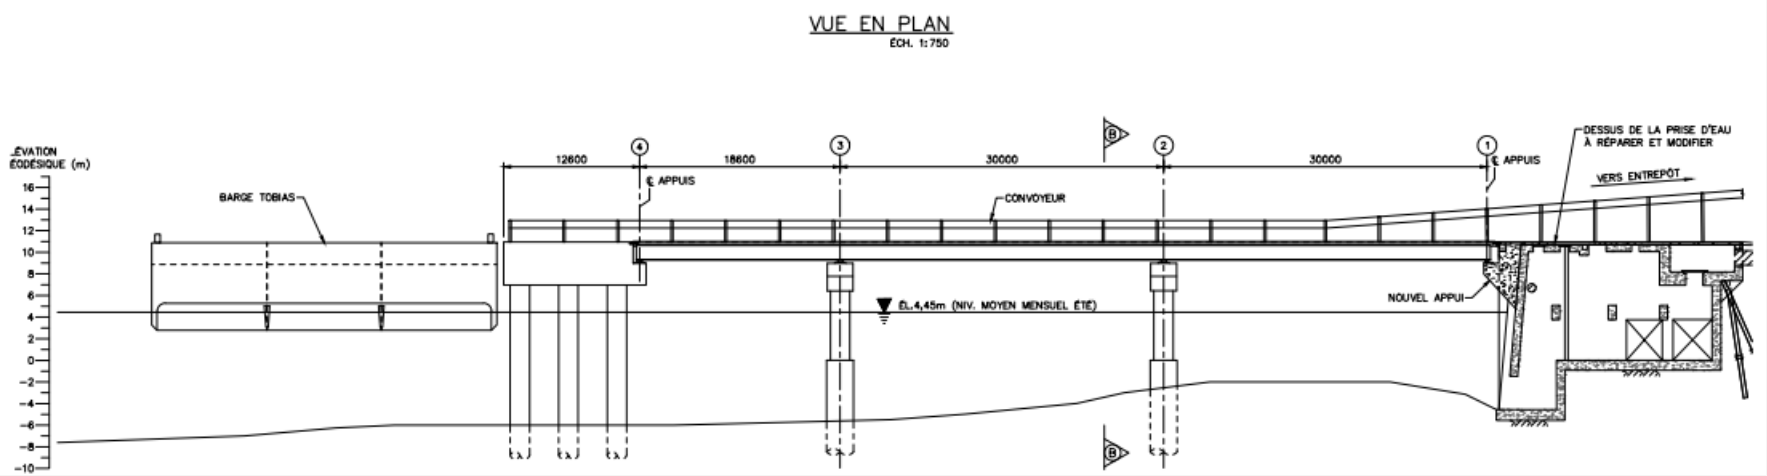 VUE EN PLAN
ÉCH. 1:750
B
DESSUS DE LA PRISE D'EAU
À RÉPARER ET MODIFIER
ÉVATION
ÉODÉSIQUE (m)
4
3
2
1
12600
18600
30000
30000
℄ APPUIS
℄ APPUIS
VERS ENTREPÔT
BARGE TOBIAS
CONVOYEUR
16
14
12
10
8
6
4
2
0
-2
-4
-6
-8
-10
NOUVEL APPUI
ÉL.4,45m (NIV. MOYEN MENSUEL ÉTÉ)
B